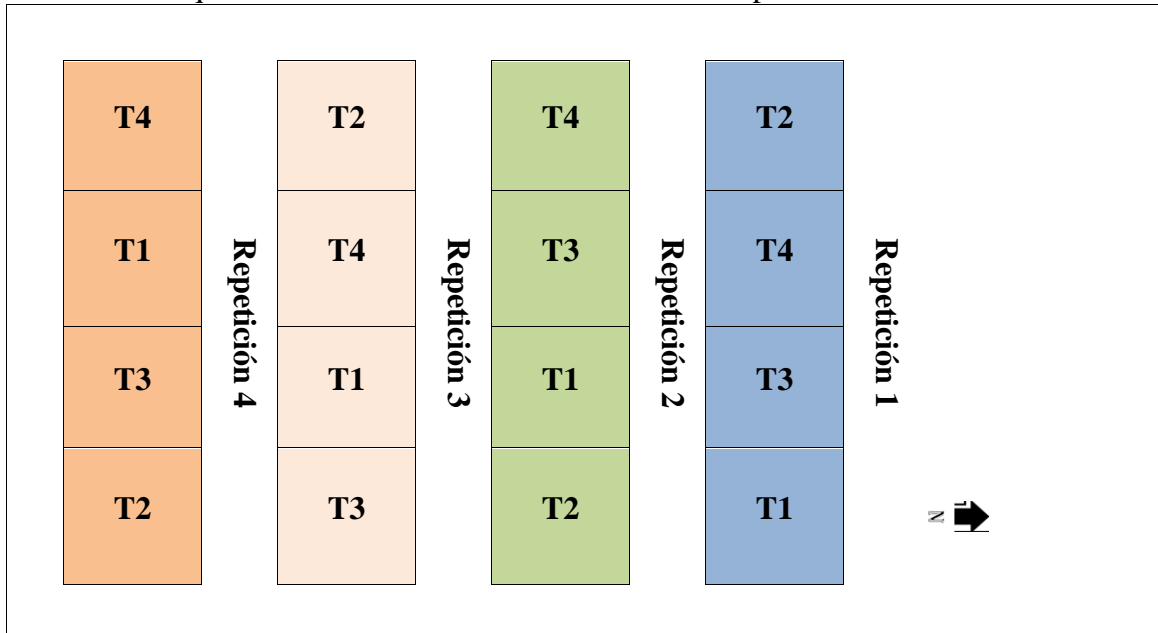 T4 T2 T4 T2
T1 T4 T3 T4
T3 T1 T1 T3
T2 T3 T2 T1
Repetición 4
Repetición 3
Repetición 2
Repetición 1
N